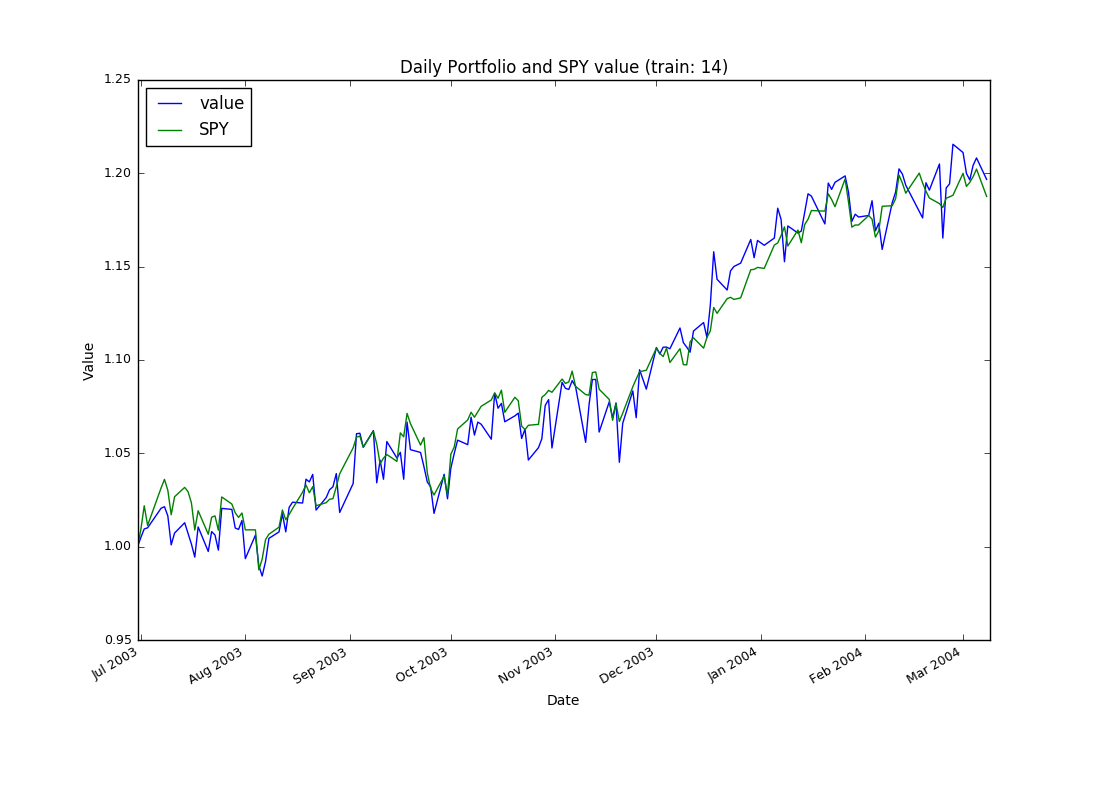 Daily Portfolio and SPY value (train: 14)
value
SPY
1.25
1.20
1.15
1.10
1.05
1.00
0.95
Value
Jul 2003
Aug 2003
Sep 2003
Oct 2003
Nov 2003
Dec 2003
Jan 2004
Feb 2004
Mar 2004
Date